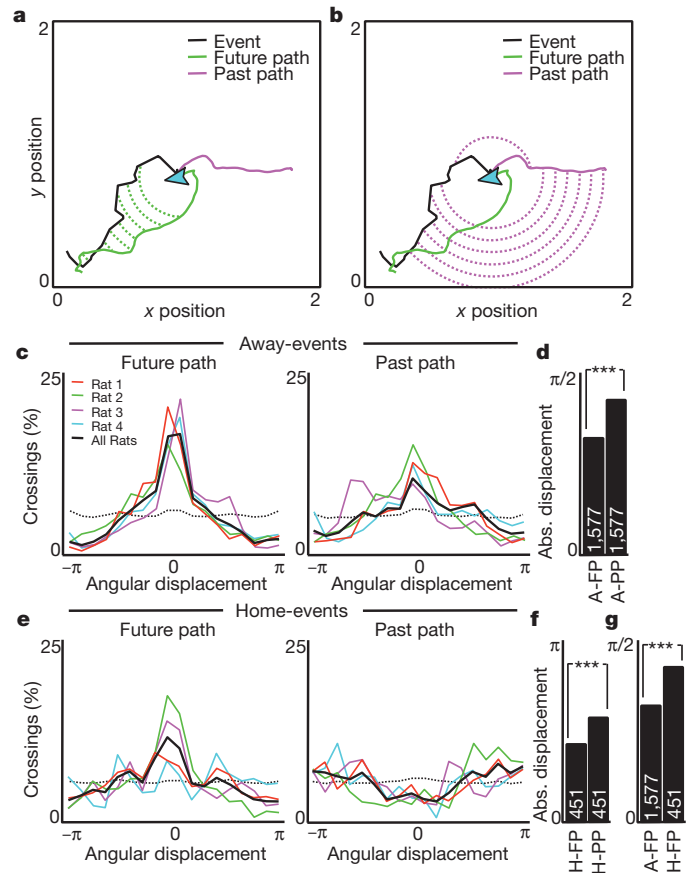 a
2
Event
Future path
Past path
y position
0
0
2
x position
b
2
Event
Future path
Past path
0
0
2
x position
Away-events
c
Future path
25
Rat 1
Rat 2
Rat 3
Rat 4
All Rats
Crossings (%)
0
−π 0 π
Angular displacement
Past path
25
0
−π 0 π
Angular displacement
d
π/2
***
Abs. displacement
0
1,577
1,577
A-FP
A-PP
Home-events
e
Future path
25
Crossings (%)
0
−π 0 π
Angular displacement
Past path
25
0
−π 0 π
Angular displacement
f
π
***
Abs. displacement
0
451
451
H-FP
H-PP
g
π/2
***
0
1,577
451
A-FP
H-FP